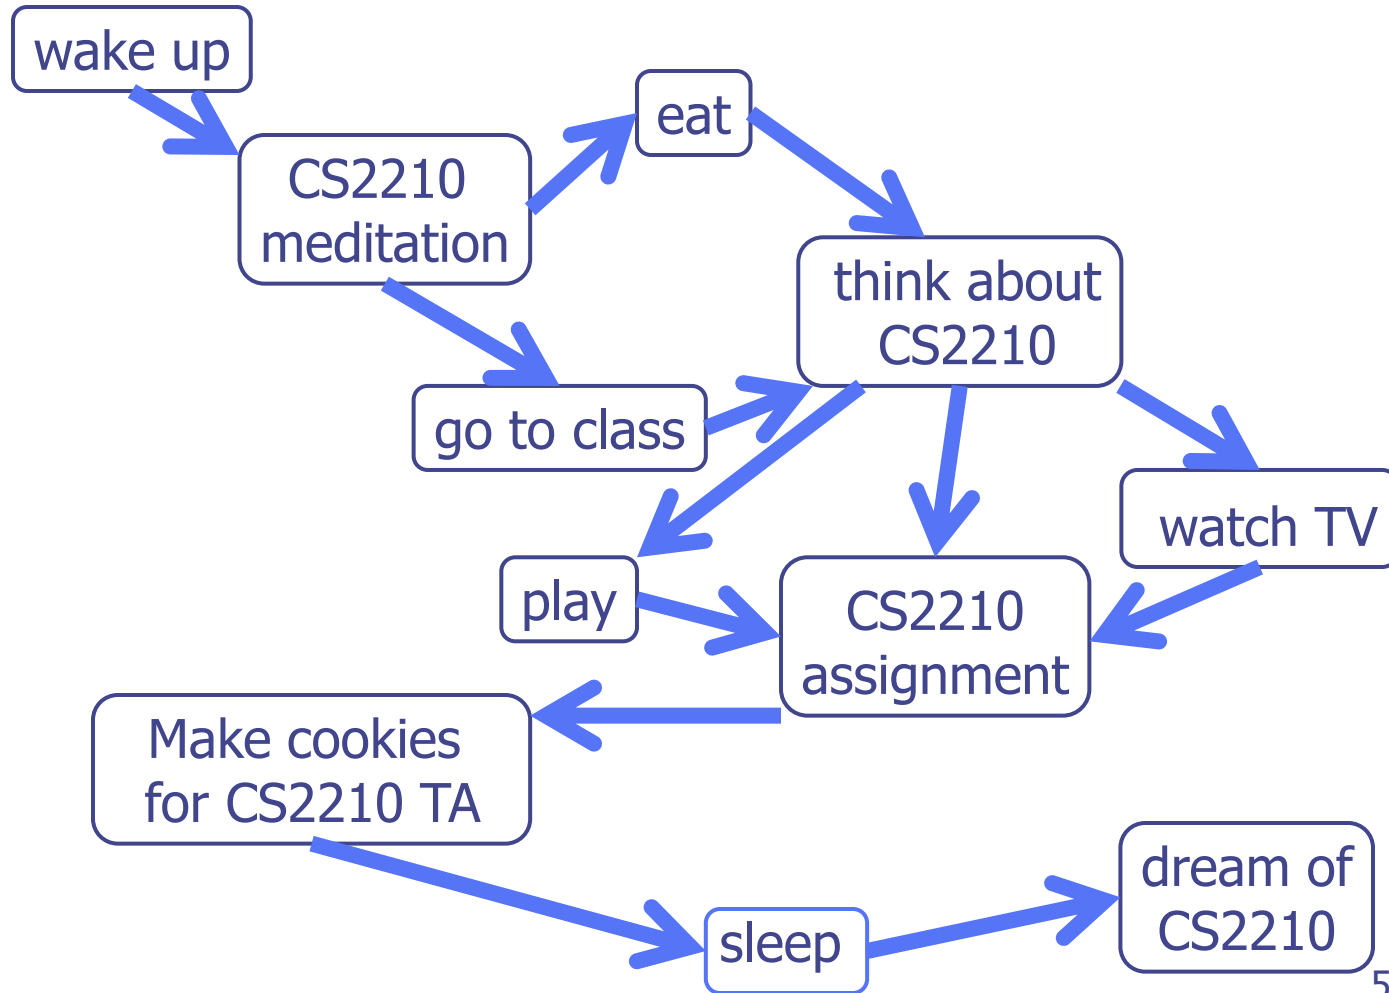 wake up
eat
CS2210
meditation
think about
CS2210
go to class
watch TV
play
CS2210
assignment
Make cookies
for CS2210 TA
dream of
CS2210
sleep
5